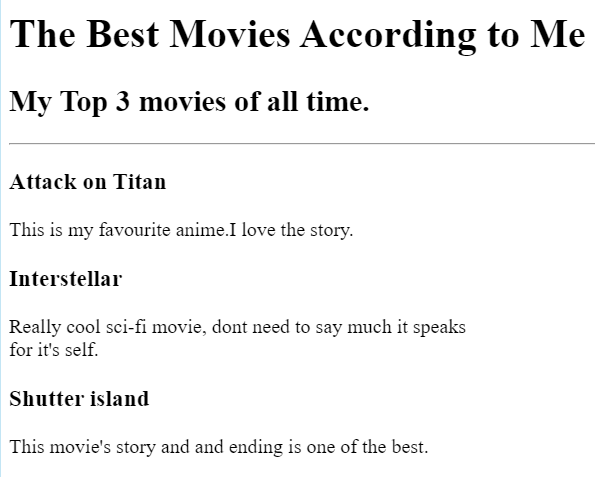 The Best Movies According to Me
My Top 3 movies of all time.
Attack on Titan
This is my favourite anime.I love the story.
Interstellar
Really cool sci-fi movie, dont need to say much it speaks
for it's self.
Shutter island
This movie's story and and ending is one of the best.